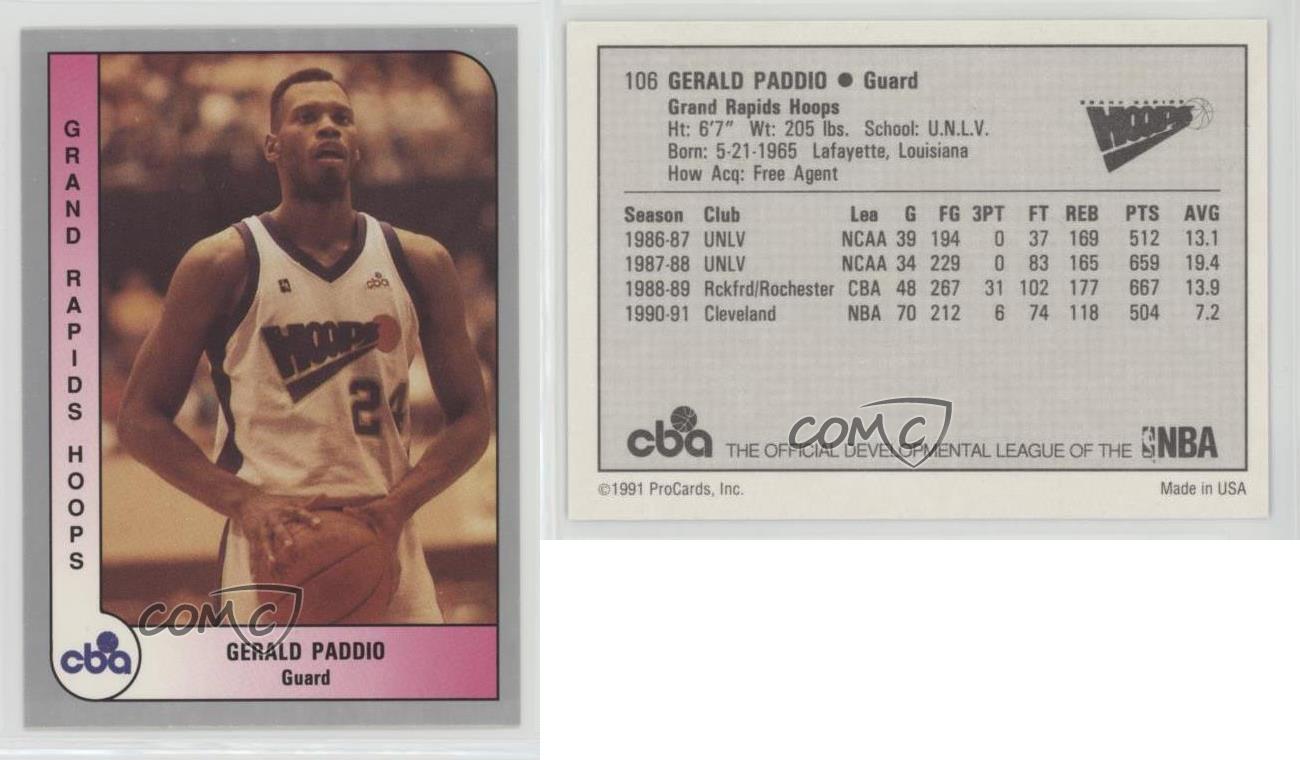 GRAND RAPIDS HOOPS
cba
HOOPS
24
COMC
cba
GERALD PADDIO
Guard
106 GERALD PADDIO ● Guard
Grand Rapids Hoops
Ht: 6'7" Wt: 205 lbs. School: U.N.L.V.
Born: 5-21-1965 Lafayette, Louisiana
How Acq: Free Agent
GRAND RAPIDS
HOOPS
Season Club Lea G FG 3PT FT REB PTS AVG
1986-87 UNLV NCAA 39 194 0 37 169 512 13.1
1987-88 UNLV NCAA 34 229 0 83 165 659 19.4
1988-89 Rckfrd/Rochester CBA 48 267 31 102 177 667 13.9
1990-91 Cleveland NBA 70 212 6 74 118 504 7.2
COMC
cba THE OFFICIAL DEVELOPMENTAL LEAGUE OF THE NBA
©1991 ProCards, Inc. Made in USA